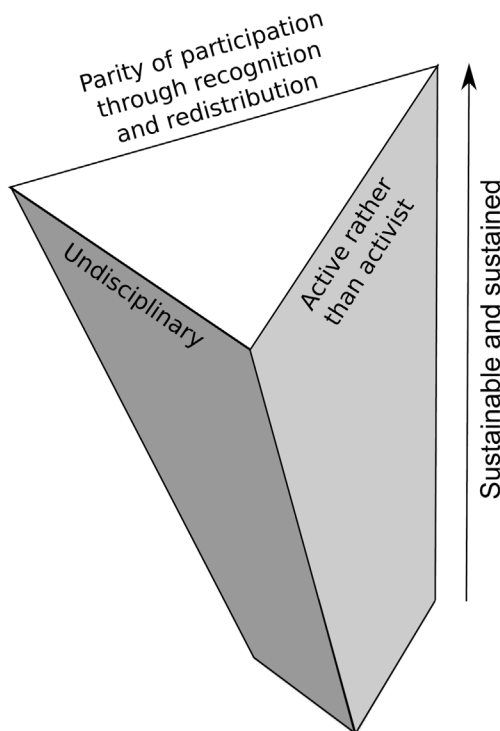 Parity of participation
through recognition
and redistribution
Undisciplinary
Active rather
than activist
Sustainable and sustained